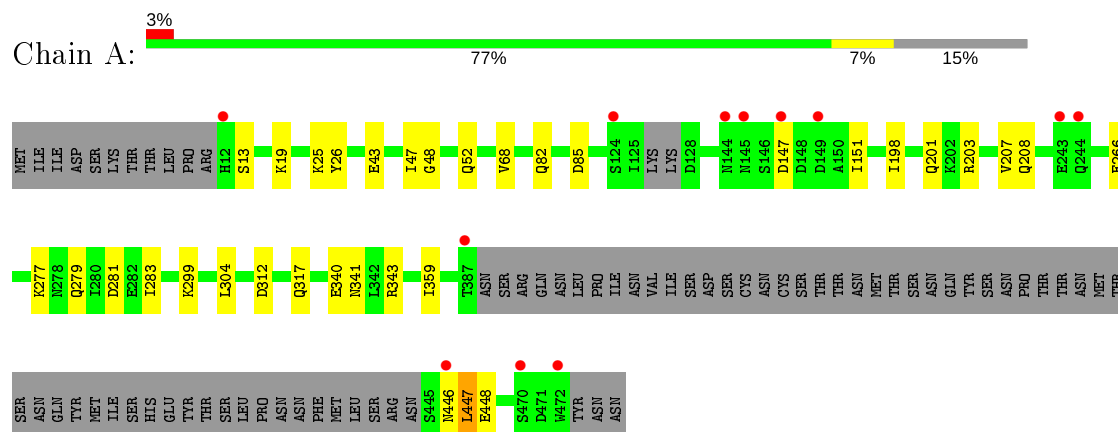 3%
Chain A:
77% 7% 15%
MET ILE ILE ASP SER LYS THR THR LEU PRO ARG H12 S13 K19 K25 Y26 E43 I47 G48 Q52 V68 Q82 D85 S124 I125 LYS LYS D128 N144 N145 S146 D147 D148 D149 A150 I151 I198 Q201 K202 R203 V207 Q208 E243 Q244 E266
K277 N278 Q279 I280 D281 E282 I283 K299 L304 D312 Q317 E340 N341 L342 R343 I359 T387 ASN SER ARG GLN ASN LEU PRO ILE ASN VAL ILE SER ASP SER CYS ASN CYS SER THR THR ASN MET THR SER ASN GLN TYR SER ASN PRO THR THR ASN MET THR
SER ASN GLN TYR MET ILE SER HIS GLU TYR THR SER LEU PRO ASN ASN PHE MET LEU SER ARG ASN S445 N446 L447 E448 S470 D471 W472 TYR ASN ASN